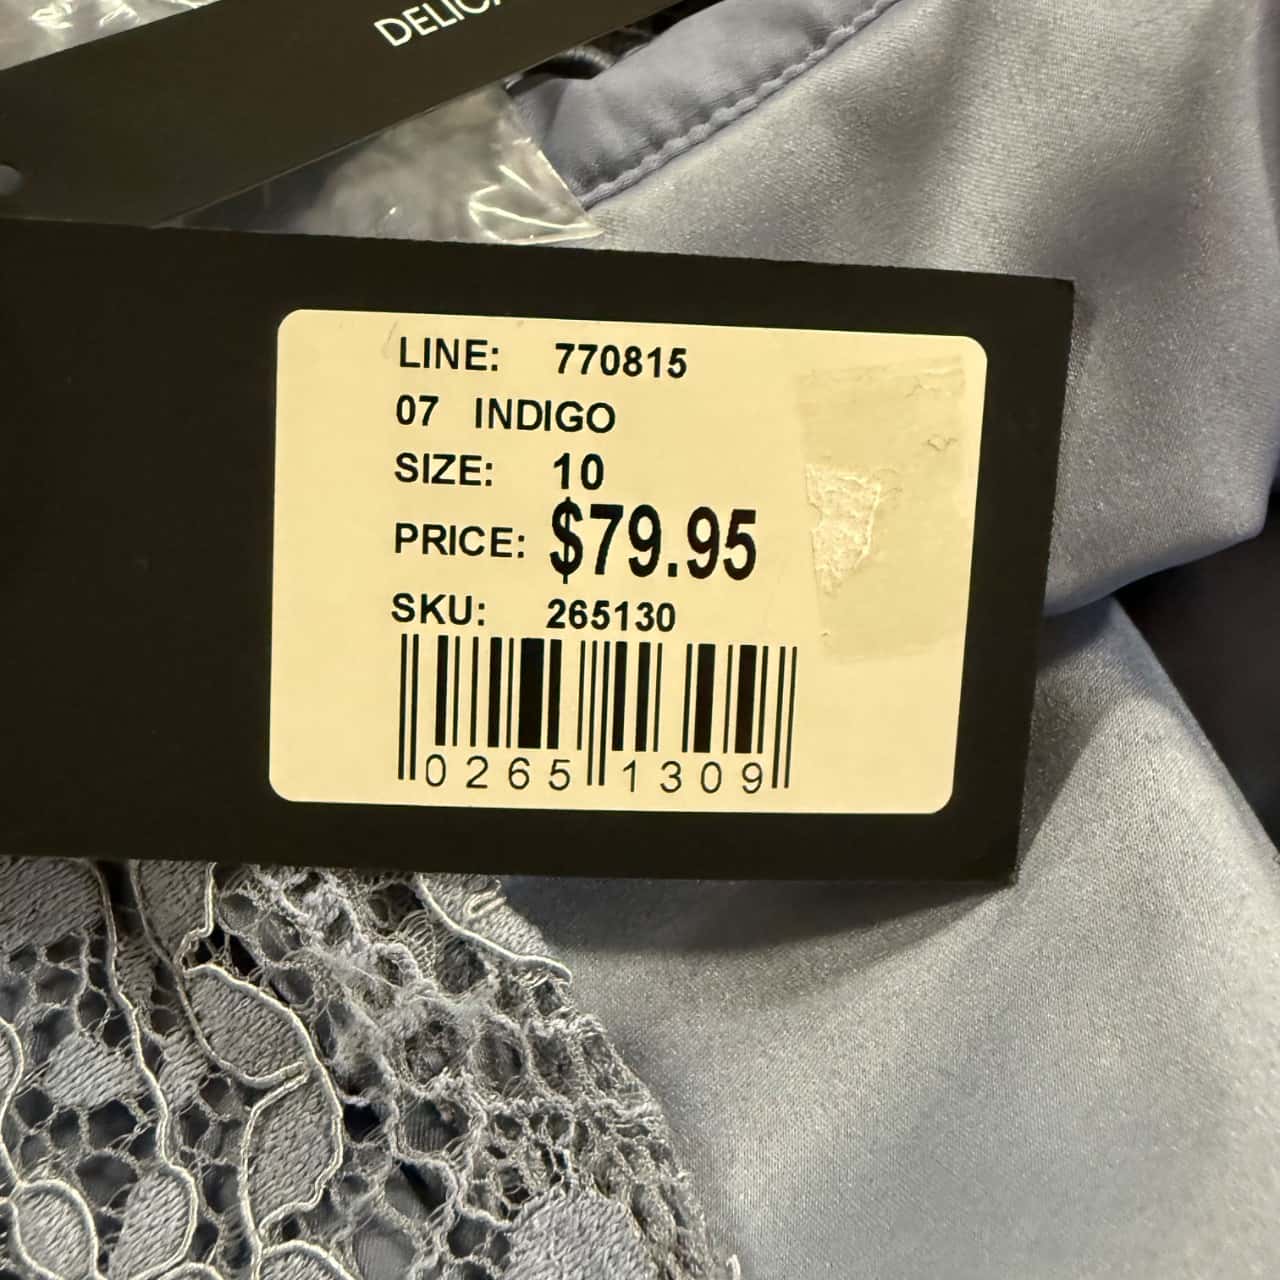 LINE: 770815
07 INDIGO
SIZE: 10
PRICE: $79.95
SKU: 265130
0265 1309